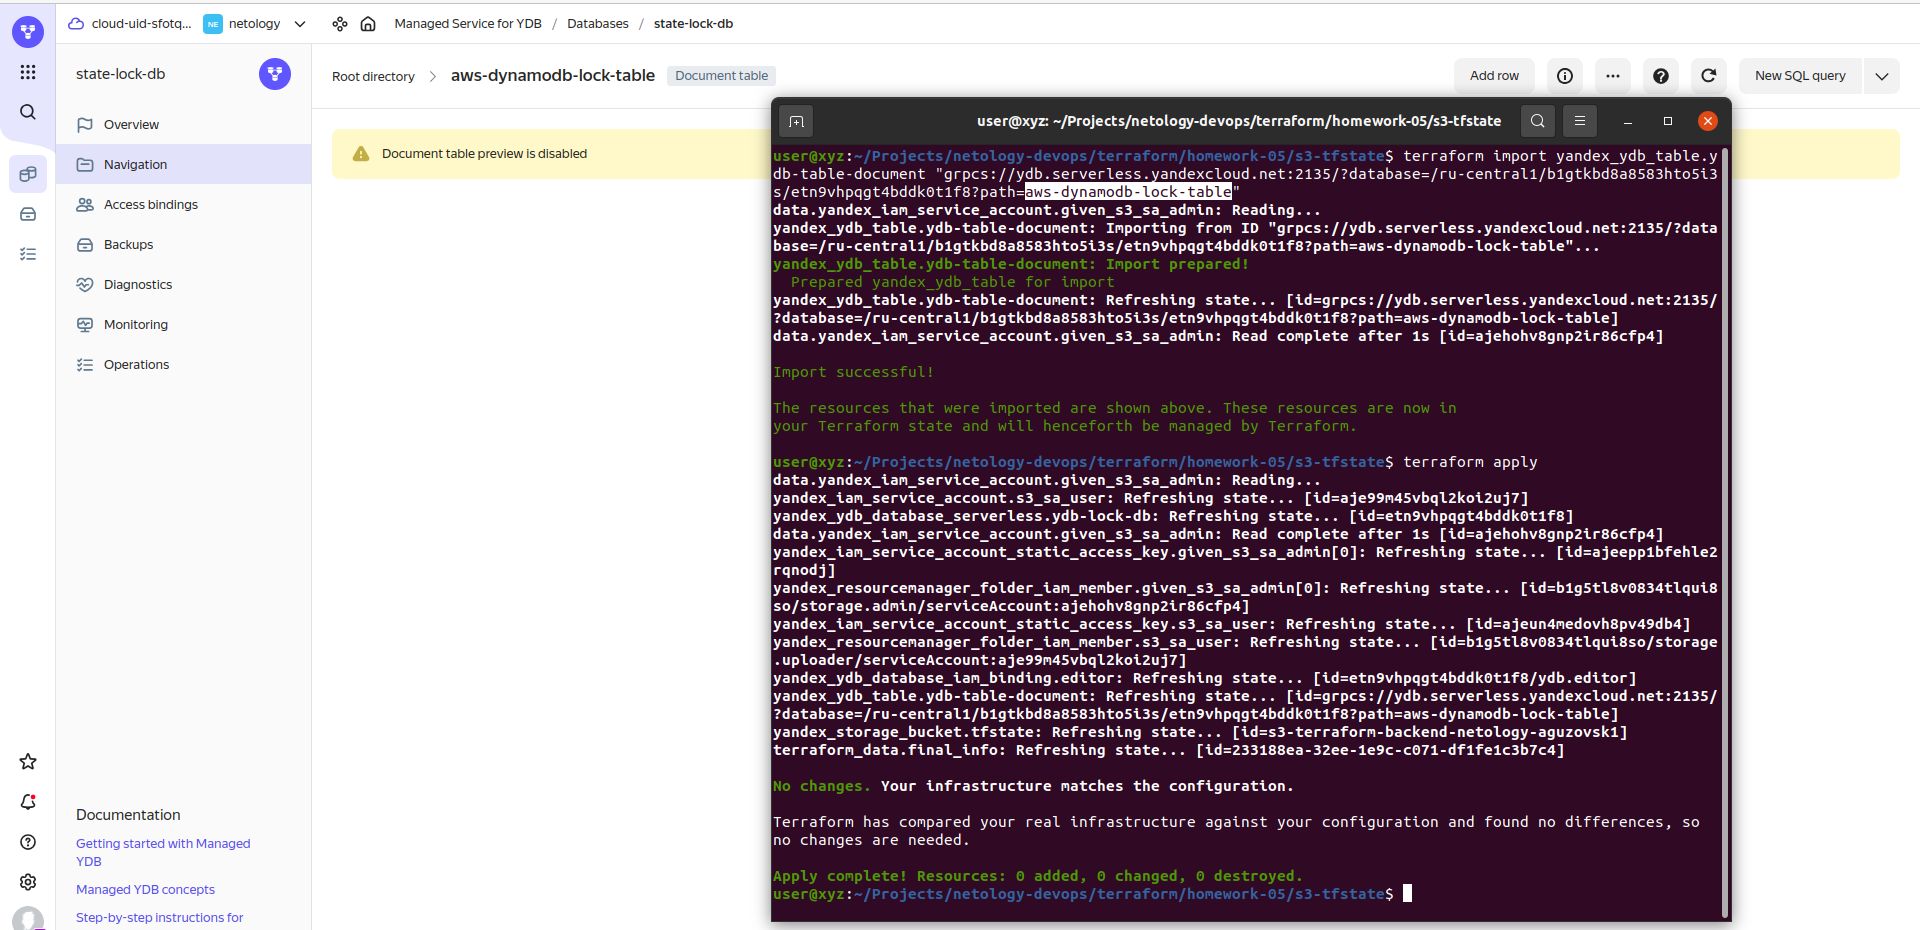 cloud-uid-sfotq...
NE
netology
Managed Service for YDB / Databases / state-lock-db
state-lock-db
Overview
Navigation
Access bindings
Backups
Diagnostics
Monitoring
Operations
Documentation
Getting started with Managed
YDB
Managed YDB concepts
Step-by-step instructions for
Root directory
aws-dynamodb-lock-table
Document table
Add row
New SQL query
Document table preview is disabled
user@xyz: ~/Projects/netology-devops/terraform/homework-05/s3-tfstate
user@xyz:~/Projects/netology-devops/terraform/homework-05/s3-tfstate$ terraform import yandex_ydb_table.y
db-table-document "grpcs://ydb.serverless.yandexcloud.net:2135/?database=/ru-central1/b1gtkbd8a8583hto5i3
s/etn9vhpqgt4bddk0t1f8?path=aws-dynamodb-lock-table"
data.yandex_iam_service_account.given_s3_sa_admin: Reading...
yandex_ydb_table.ydb-table-document: Importing from ID "grpcs://ydb.serverless.yandexcloud.net:2135/?data
base=/ru-central1/b1gtkbd8a8583hto5i3s/etn9vhpqgt4bddk0t1f8?path=aws-dynamodb-lock-table"...
yandex_ydb_table.ydb-table-document: Import prepared!
Prepared yandex_ydb_table for import
yandex_ydb_table.ydb-table-document: Refreshing state... [id=grpcs://ydb.serverless.yandexcloud.net:2135/
?database=/ru-central1/b1gtkbd8a8583hto5i3s/etn9vhpqgt4bddk0t1f8?path=aws-dynamodb-lock-table]
data.yandex_iam_service_account.given_s3_sa_admin: Read complete after 1s [id=ajehohv8gnp2ir86cfp4]
Import successful!
The resources that were imported are shown above. These resources are now in
your Terraform state and will henceforth be managed by Terraform.
user@xyz:~/Projects/netology-devops/terraform/homework-05/s3-tfstate$ terraform apply
data.yandex_iam_service_account.given_s3_sa_admin: Reading...
yandex_iam_service_account.s3_sa_user: Refreshing state... [id=aje99m45vbql2koi2uj7]
yandex_ydb_database_serverless.ydb-lock-db: Refreshing state... [id=etn9vhpqgt4bddk0t1f8]
data.yandex_iam_service_account.given_s3_sa_admin: Read complete after 1s [id=ajehohv8gnp2ir86cfp4]
yandex_iam_service_account_static_access_key.given_s3_sa_admin[0]: Refreshing state... [id=ajeepp1bfehle2
rqnodj]
yandex_resourcemanager_folder_iam_member.given_s3_sa_admin[0]: Refreshing state... [id=b1g5tl8v0834tlqui8
so/storage.admin/serviceAccount:ajehohv8gnp2ir86cfp4]
yandex_iam_service_account_static_access_key.s3_sa_user: Refreshing state... [id=ajeun4medovh8pv49db4]
yandex_resourcemanager_folder_iam_member.s3_sa_user: Refreshing state... [id=b1g5tl8v0834tlqui8so/storage
.uploader/serviceAccount:aje99m45vbql2koi2uj7]
yandex_ydb_database_iam_binding.editor: Refreshing state... [id=etn9vhpqgt4bddk0t1f8/ydb.editor]
yandex_ydb_table.ydb-table-document: Refreshing state... [id=grpcs://ydb.serverless.yandexcloud.net:2135/
?database=/ru-central1/b1gtkbd8a8583hto5i3s/etn9vhpqgt4bddk0t1f8?path=aws-dynamodb-lock-table]
yandex_storage_bucket.tfstate: Refreshing state... [id=s3-terraform-backend-netology-aguzovsk1]
terraform_data.final_info: Refreshing state... [id=233188ea-32ee-1e9c-c071-df1fe1c3b7c4]
No changes. Your infrastructure matches the configuration.
Terraform has compared your real infrastructure against your configuration and found no differences, so
no changes are needed.
Apply complete! Resources: 0 added, 0 changed, 0 destroyed.
user@xyz:~/Projects/netology-devops/terraform/homework-05/s3-tfstate$